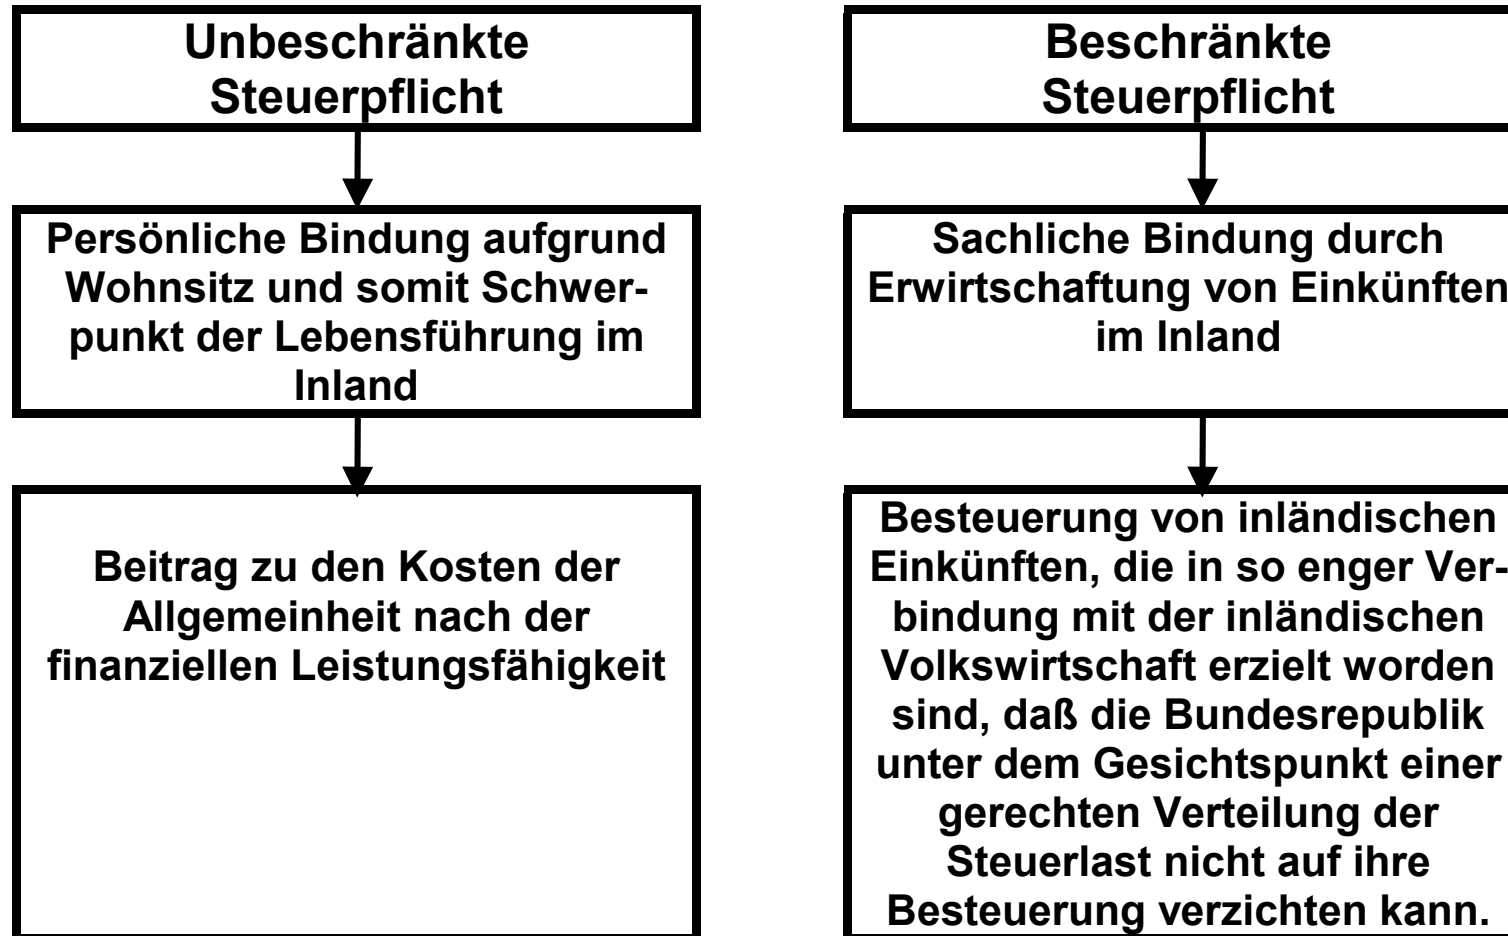 Unbeschränkte
Steuerpflicht
Persönliche Bindung aufgrund
Wohnsitz und somit Schwer-
punkt der Lebensführung im
Inland
Beitrag zu den Kosten der
Allgemeinheit nach der
finanziellen Leistungsfähigkeit
Beschränkte
Steuerpflicht
Sachliche Bindung durch
Erwirtschaftung von Einkünften
im Inland
Besteuerung von inländischen
Einkünften, die in so enger Ver-
bindung mit der inländischen
Volkswirtschaft erzielt worden
sind, daß die Bundesrepublik
unter dem Gesichtspunkt einer
gerechten Verteilung der
Steuerlast nicht auf ihre
Besteuerung verzichten kann.